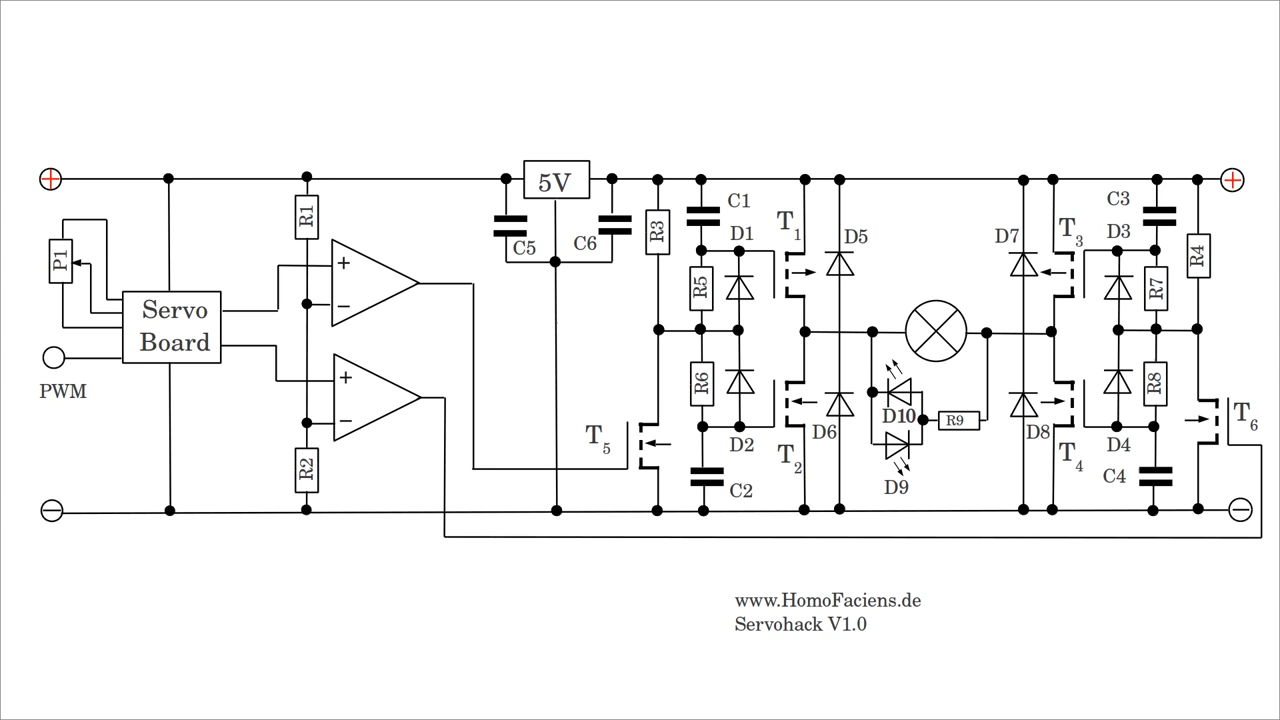 5V
C1
C3
T1
T3
R1
R3
D1
D5
D7
D3
R4
C5
C6
P1
+
−
R5
R7
Servo
Board
+
−
PWM
R6
R8
D10
R9
T5
D2
T2
D6
D8
T4
D4
T6
R2
C2
D9
C4
www.HomoFaciens.de
Servohack V1.0